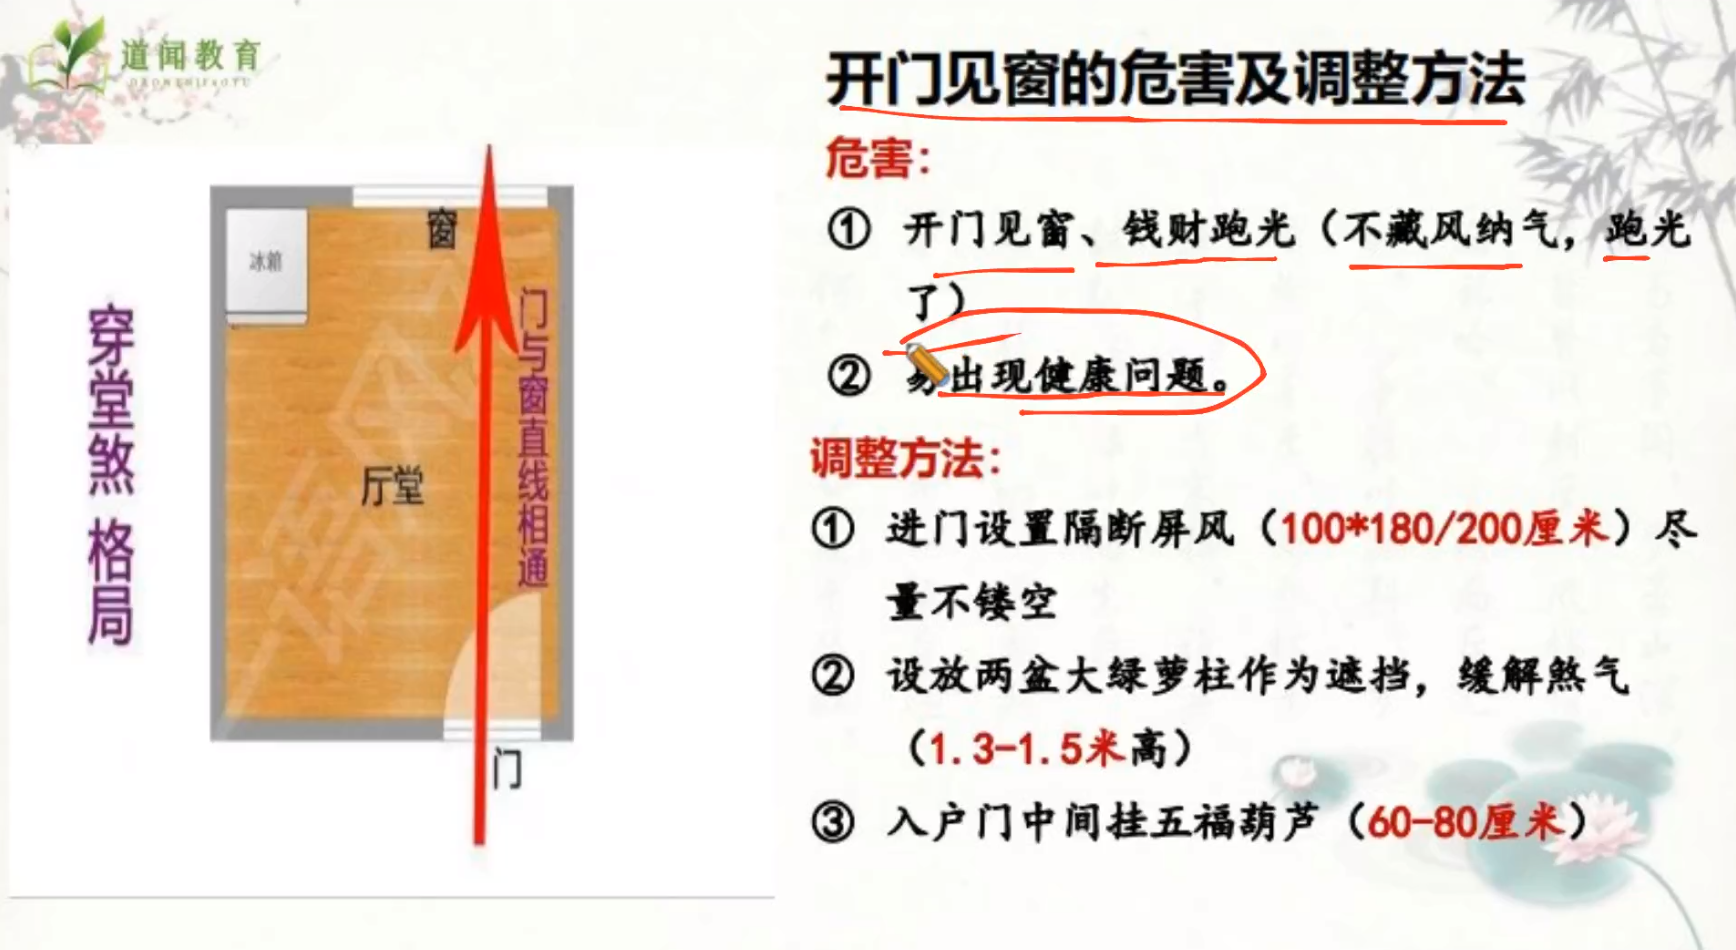 道闻教育
开门见窗的危害及调整方法
危害：
① 开门见窗、钱财跑光（不藏风纳气，跑光
了）
② 易出现健康问题。
调整方法：
① 进门设置隔断屏风（100*180/200厘米）尽
量不镂空
② 设放两盆大绿萝柱作为遮挡，缓解煞气
（1.3-1.5米高）
③ 入户门中间挂五福葫芦（60-80厘米）
穿堂煞 格局
窗
冰箱
门与窗直线相通
厅堂
门